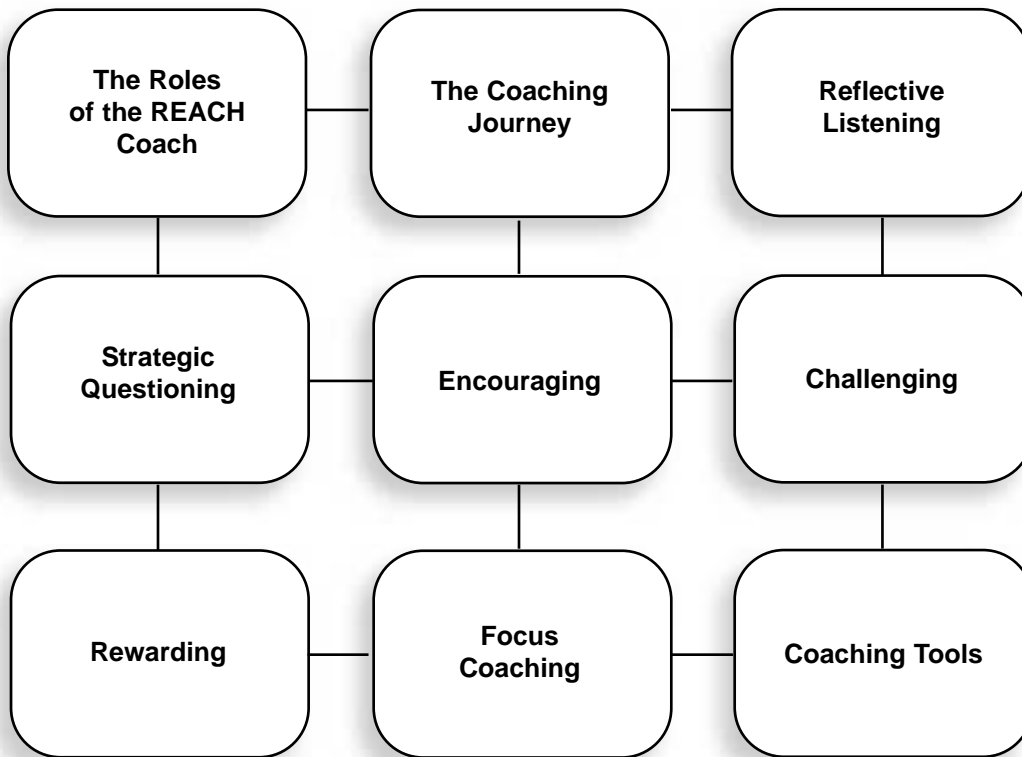 The Roles
of the REACH
Coach
The Coaching
Journey
Reflective
Listening
Strategic
Questioning
Encouraging
Challenging
Rewarding
Focus
Coaching
Coaching Tools